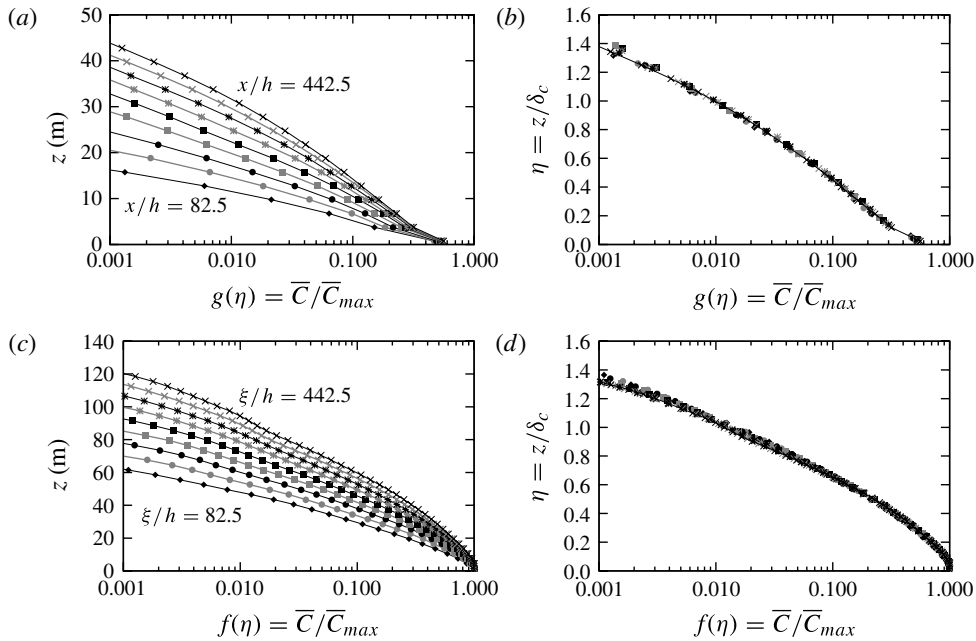 (a)
50
40
30
20
10
0
z (m)
x/h = 442.5
x/h = 82.5
0.001 0.010 0.100 1.000
g(η) = C̅/C̅max
(b)
1.6
1.4
1.2
1.0
0.8
0.6
0.4
0.2
0.0
η = z/δc
0.001 0.010 0.100 1.000
g(η) = C̅/C̅max
(c)
140
120
100
80
60
40
20
0
z (m)
ξ/h = 442.5
ξ/h = 82.5
0.001 0.010 0.100 1.000
f(η) = C̅/C̅max
(d)
1.6
1.4
1.2
1.0
0.8
0.6
0.4
0.2
0.0
η = z/δc
0.001 0.010 0.100 1.000
f(η) = C̅/C̅max